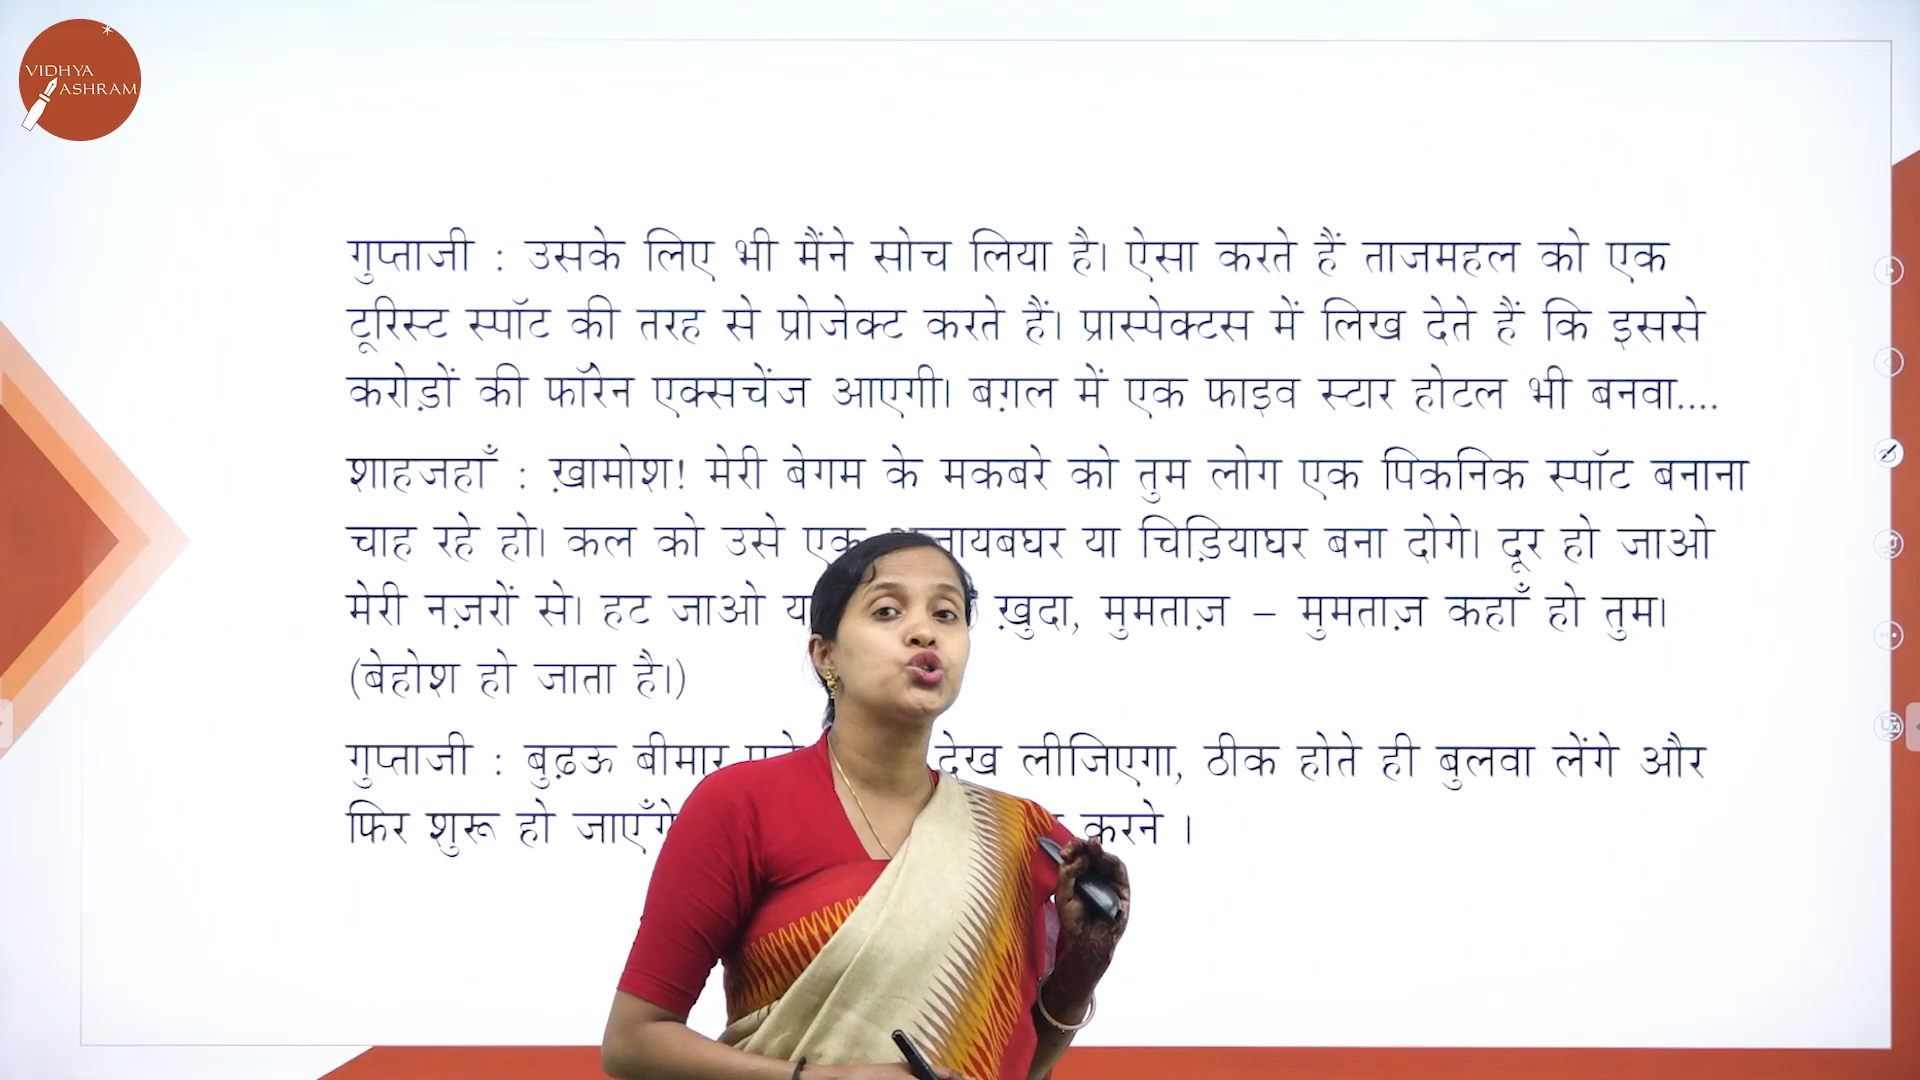 VIDHYA
ASHRAM
गुप्ताजी : उसके लिए भी मैंने सोच लिया है। ऐसा करते हैं ताजमहल को एक
टूरिस्ट स्पॉट की तरह से प्रोजेक्ट करते हैं। प्रास्पेक्टस में लिख देते हैं कि इससे
करोड़ों की फॉरेन एक्सचेंज आएगी। बग़ल में एक फाइव स्टार होटल भी बनवा....
शाहजहाँ : ख़ामोश! मेरी बेगम के मकबरे को तुम लोग एक पिकनिक स्पॉट बनाना
चाह रहे हो। कल को उसे एक या चिड़ियाघर बना दोगे। दूर हो जाओ
मेरी नज़रों से। हट जाओ ख़ुदा, मुमताज़ – मुमताज़ कहाँ हो तुम।
(बेहोश हो जाता है।)
गुप्ताजी : बुढ़ऊ बीमार देख लीजिएगा, ठीक होते ही बुलवा लेंगे और
फिर शुरू हो जाएँगे करने ।